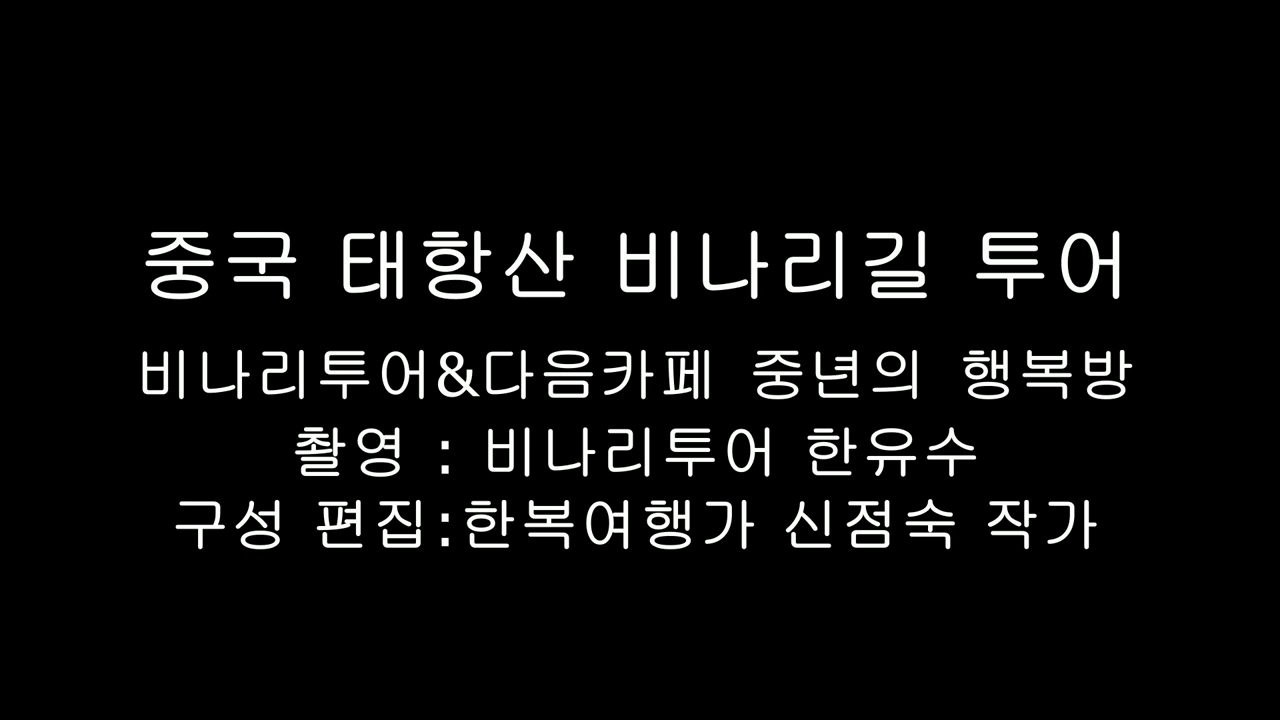 중국 태항산 비나리길 투어
비나리투어&다음카페 중년의 행복방
촬영 : 비나리투어 한유수
구성 편집:한복여행가 신점숙 작가